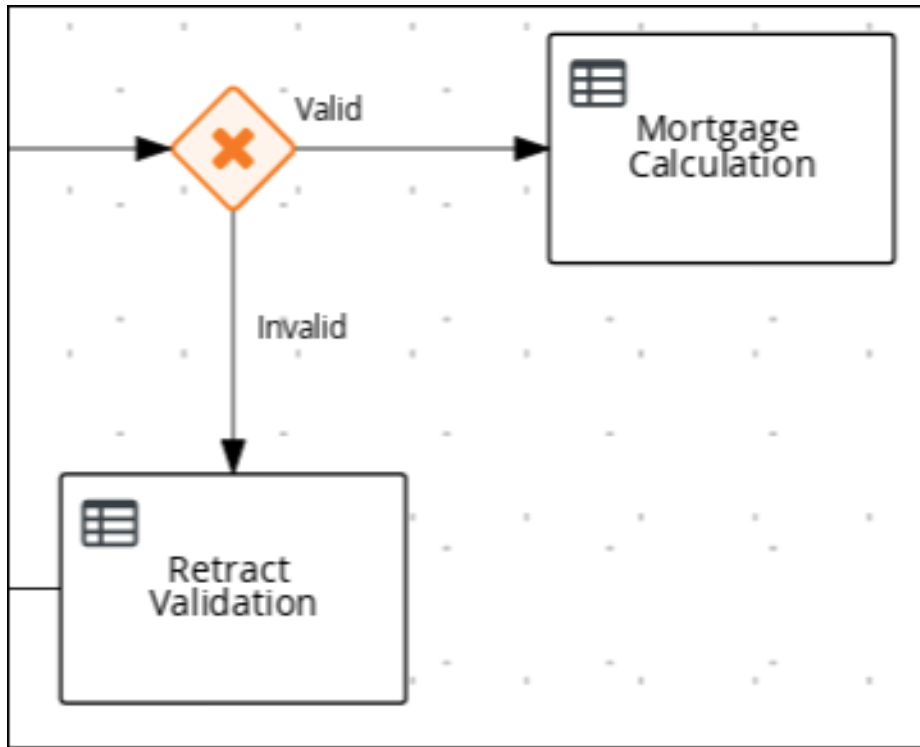 Valid
Mortgage
Calculation
Invalid
Retract
Validation